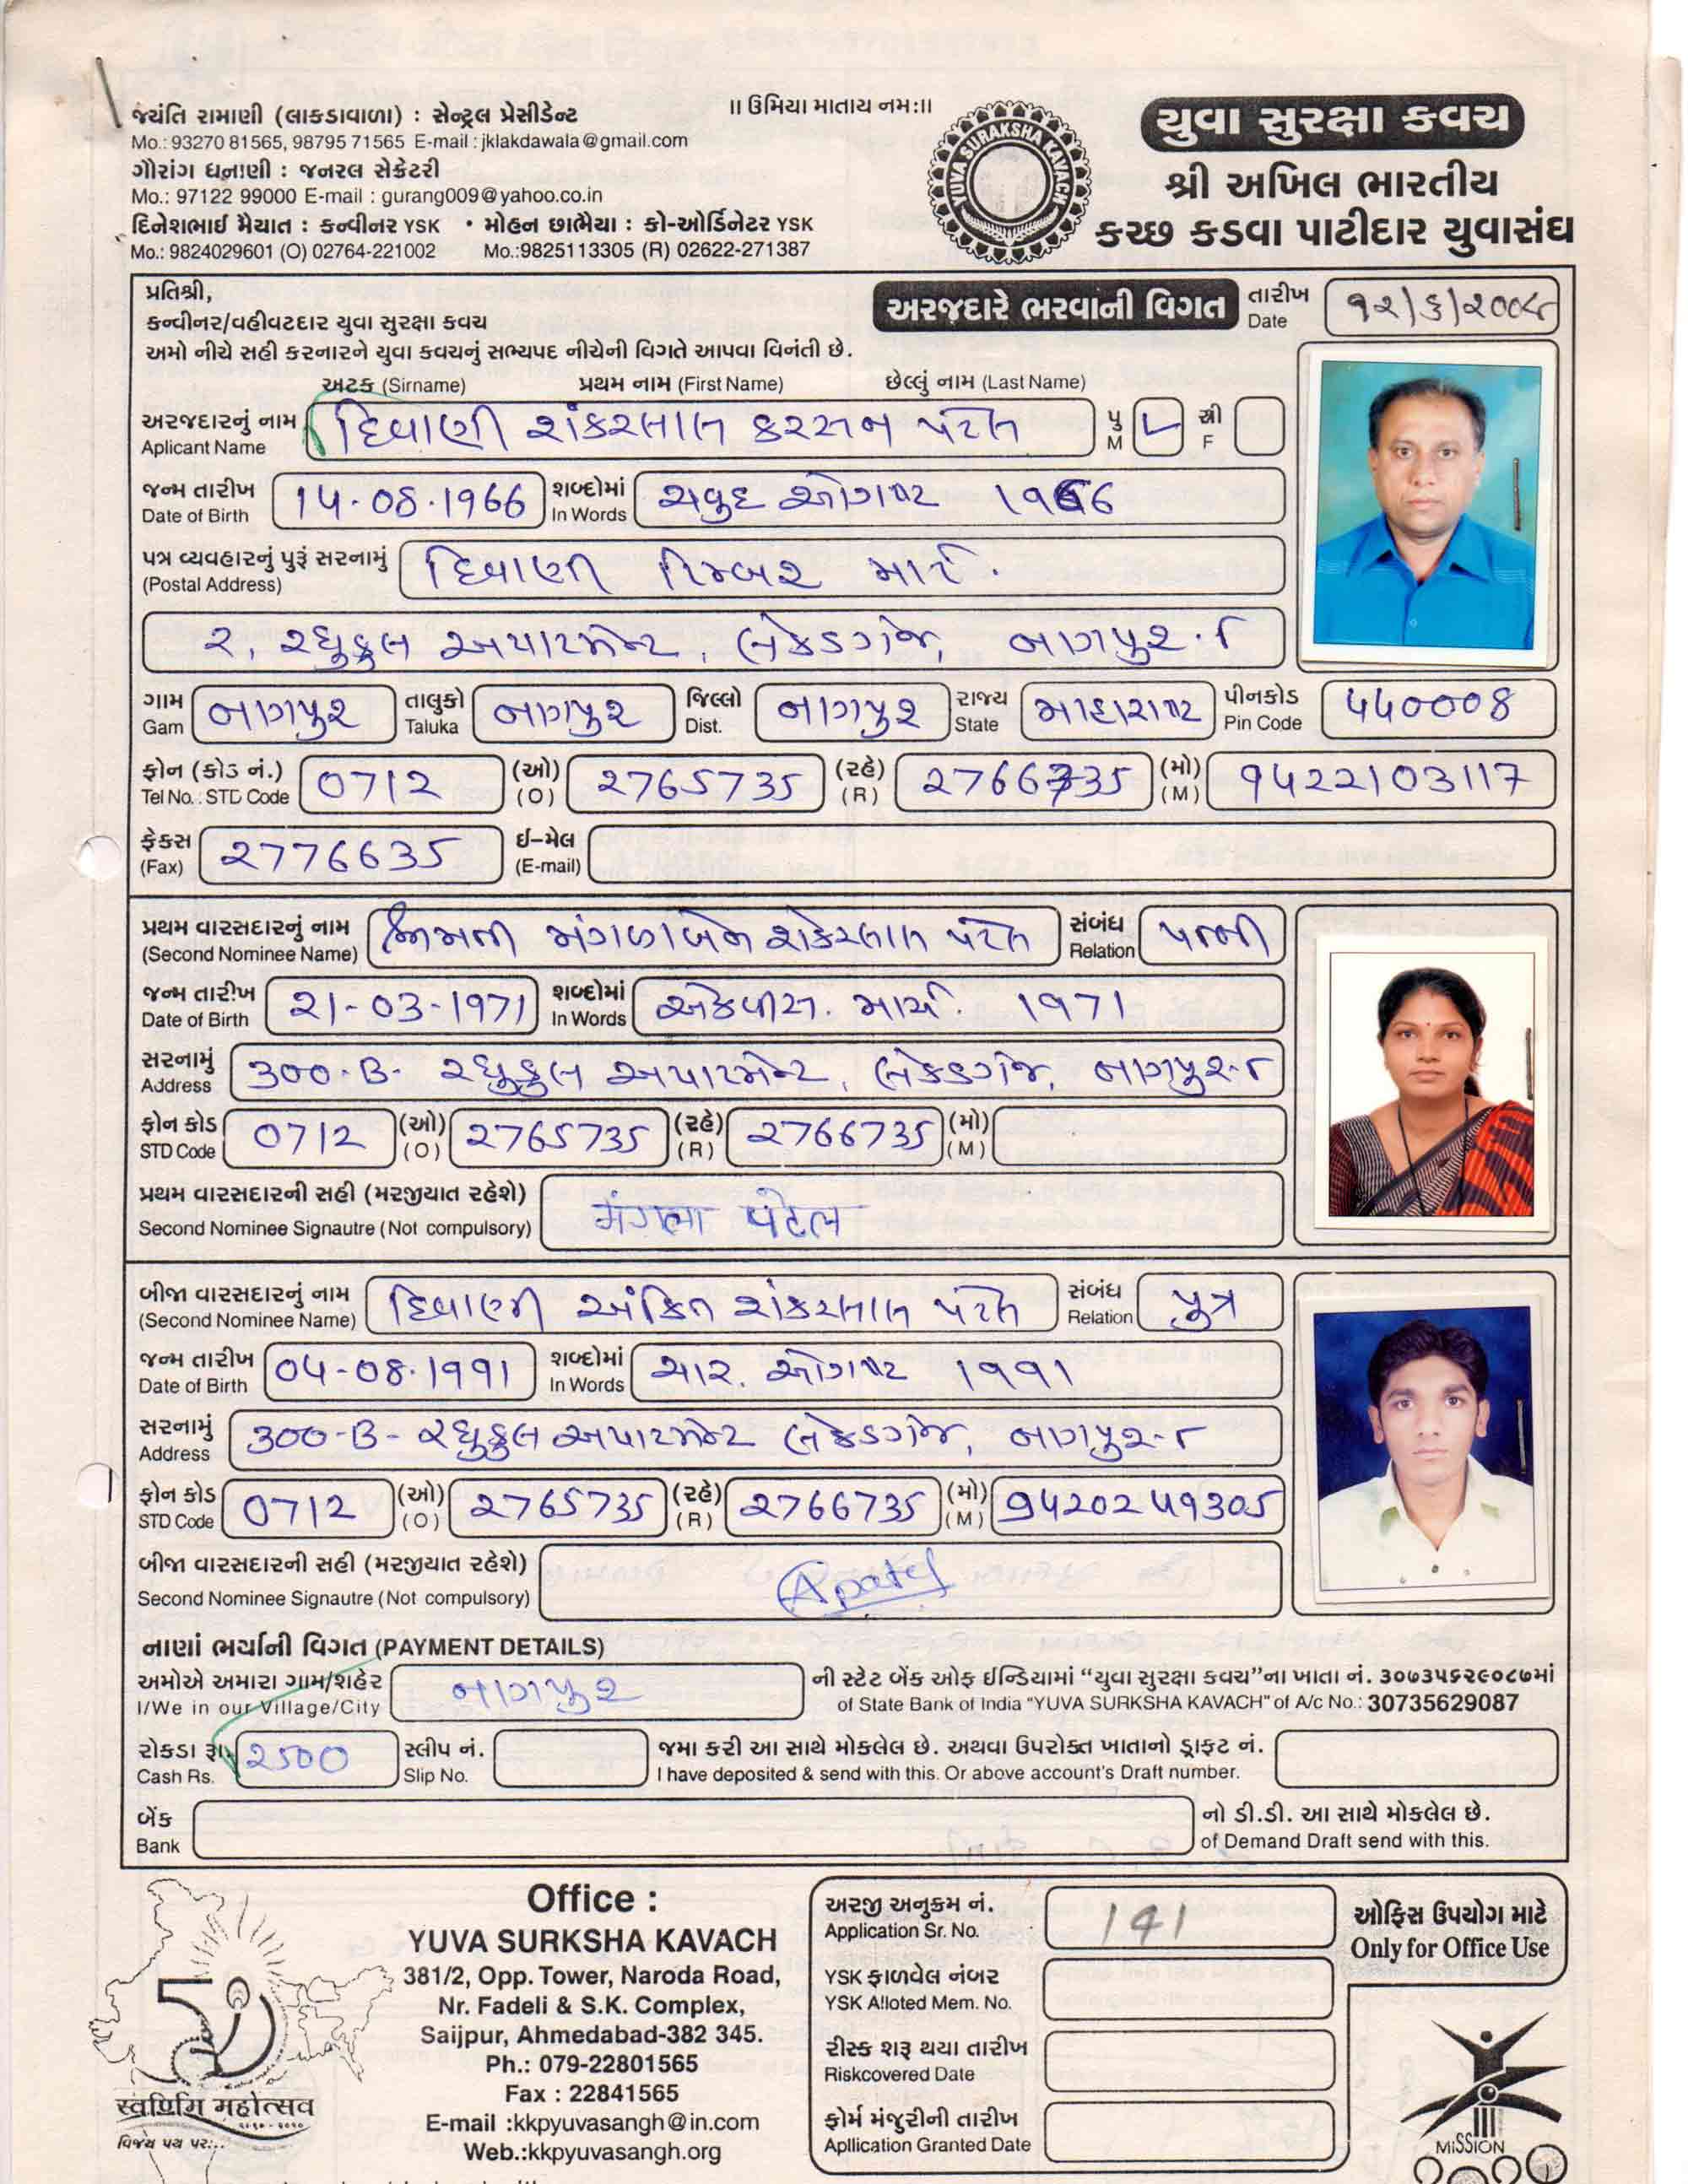 જયંતિ રામાણી (લાકડાવાળા) : સેન્ટ્રલ પ્રેસીડેન્ટ
Mo.: 93270 81565, 98795 71565 E-mail : jklakdawala@gmail.com
ગૌરાંગ ધનાણી : જનરલ સેક્રેટરી
Mo.: 97122 99000 E-mail : gurang009@yahoo.co.in
દિનેશભાઈ મૈયાત : કન્વીનર YSK • મોહન છાભૈયા : કો-ઓર્ડિનેટર YSK
Mo.: 9824029601 (O) 02764-221002 Mo.:9825113305 (R) 02622-271387
॥ ઉમિયા માતાય નમ:॥
YUVA SURAKSHA KAVACH
યુવા સુરક્ષા કવચ
શ્રી અખિલ ભારતીય
કચ્છ કડવા પાટીદાર યુવાસંઘ
પ્રતિશ્રી,
કન્વીનર/વહીવટદાર યુવા સુરક્ષા કવચ
અરજદારે ભરવાની વિગત તારીખ Date ૧૨/૬/૨૦૦૮
અમો નીચે સહી કરનારને યુવા કવચનું સભ્યપદ નીચેની વિગતે આપવા વિનંતી છે.
અટક (Sirname) પ્રથમ નામ (First Name) છેલ્લું નામ (Last Name)
અરજદારનું નામ Aplicant Name દિવાણી શંકરલાલ કરસન પટેલ પુ M સ્ત્રી F
જન્મ તારીખ Date of Birth 14-08-1966 શબ્દોમાં In Words ચવુદ ઓગષ્ટ 1966
પત્ર વ્યવહારનું પુરૂં સરનામું (Postal Address) દિવાણી ટિમ્બર માર્ટ.
૨, રઘુકુલ અપાર્ટમેન્ટ, લકડગંજ, નાગપુર-૮
ગામ Gam નાગપુર તાલુકો Taluka નાગપુર જિલ્લો Dist. નાગપુર રાજ્ય State માહારાષ્ટ પીનકોડ Pin Code 440008
ફોન (કોડ નં.) Tel No. : STD Code 0712 (ઓ) (O) 2765735 (રહે) (R) 2766735 (મો) (M) 9422103117
ફેકસ (Fax) 2776635 ઈ-મેલ (E-mail)
પ્રથમ વારસદારનું નામ (Second Nominee Name) શ્રીમતી મંગળાબેન શંકરલાલ પટેલ સંબંધ Relation પત્ની
જન્મ તારીખ Date of Birth 21-03-1971 શબ્દોમાં In Words એકવીસ. માર્ચ. 1971
સરનામું Address 300-B- રઘુકુલ અપાર્ટમેન્ટ, લકડગંજ, નાગપુર-૮
ફોન કોડ STD Code 0712 (ઓ) (O) 2765735 (રહે) (R) 2766735 (મો) (M)
પ્રથમ વારસદારની સહી (મરજીયાત રહેશે) Second Nominee Signautre (Not compulsory) મંગલા પટેલ
બીજા વારસદારનું નામ (Second Nominee Name) દિવાણી અંકિત શંકરલાલ પટેલ સંબંધ Relation પુત્ર
જન્મ તારીખ Date of Birth 04-08-1991 શબ્દોમાં In Words ચાર. ઓગષ્ટ 1991
સરનામું Address 300-B- રઘુકુલ અપાર્ટમેન્ટ લકડગંજ, નાગપુર-૮
ફોન કોડ STD Code 0712 (ઓ) (O) 2765735 (રહે) (R) 2766735 (મો) (M) 9420249305
બીજા વારસદારની સહી (મરજીયાત રહેશે) Second Nominee Signautre (Not compulsory) Apatel
નાણાં ભર્યાની વિગત (PAYMENT DETAILS)
અમોએ અમારા ગામ/શહેર નાગપુર ની સ્ટેટ બેંક ઓફ ઈન્ડિયામાં “યુવા સુરક્ષા કવચ”ના ખાતા નં. ૩૦૭૩૫૬૨૯૦૮૭માં
I/We in our Village/City of State Bank of India "YUVA SURKSHA KAVACH" of A/c No.: 30735629087
રોકડા રૂા. Cash Rs. 2500 સ્લીપ નં. Slip No. જમા કરી આ સાથે મોકલેલ છે. અથવા ઉપરોક્ત ખાતાનો ડ્રાફ્ટ નં.
I have deposited & send with this. Or above account's Draft number.
બેંક Bank નો ડી.ડી. આ સાથે મોકલેલ છે.
of Demand Draft send with this.
50
સ્વર્ણિમ મહોત્સવ
વિજય પથ પર...
Office :
YUVA SURKSHA KAVACH
381/2, Opp. Tower, Naroda Road,
Nr. Fadeli & S.K. Complex,
Saijpur, Ahmedabad-382 345.
Ph.: 079-22801565
Fax : 22841565
E-mail :kkpyuvasangh@in.com
Web.:kkpyuvasangh.org
અરજી અનુક્રમ નં. Application Sr. No. 141
YSK ફાળવેલ નંબર YSK Alloted Mem. No.
રીસ્ક શરૂ થયા તારીખ Riskcovered Date
ફોર્મ મંજુરીની તારીખ Apllication Granted Date
ઓફિસ ઉપયોગ માટે
Only for Office Use
MiSSION